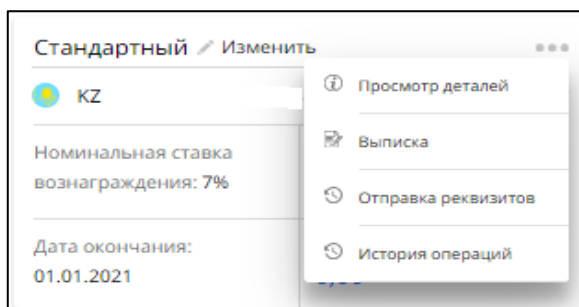 Стандартный Изменить
KZ
Номинальная ставка
вознаграждения: 7%
Дата окончания:
01.01.2021
Просмотр деталей
Выписка
Отправка реквизитов
История операций